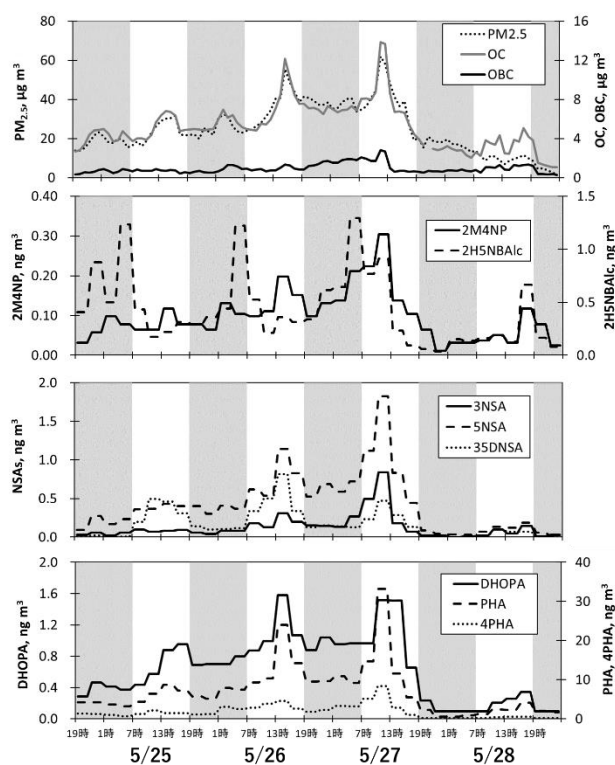 80
60
40
20
0
PM2.5, μg m³
16
12
8
4
0
OC, OBC, μg m³
PM2.5
OC
OBC
0.40
0.30
0.20
0.10
0.00
2M4NP, ng m³
1.5
1.0
0.5
0.0
2H5NBAlc, ng m³
2M4NP
2H5NBAlc
2.0
1.5
1.0
0.5
0.0
NSAs, ng m³
3NSA
5NSA
35DNSA
2.0
1.6
1.2
0.8
0.4
0.0
DHOPA, ng m³
40
30
20
10
0
PHA, 4PHA, ng m³
DHOPA
PHA
4PHA
19時 1時 7時 13時 19時 1時 7時 13時 19時 1時 7時 13時 19時 1時 7時 13時 19時
5/25 5/26 5/27 5/28